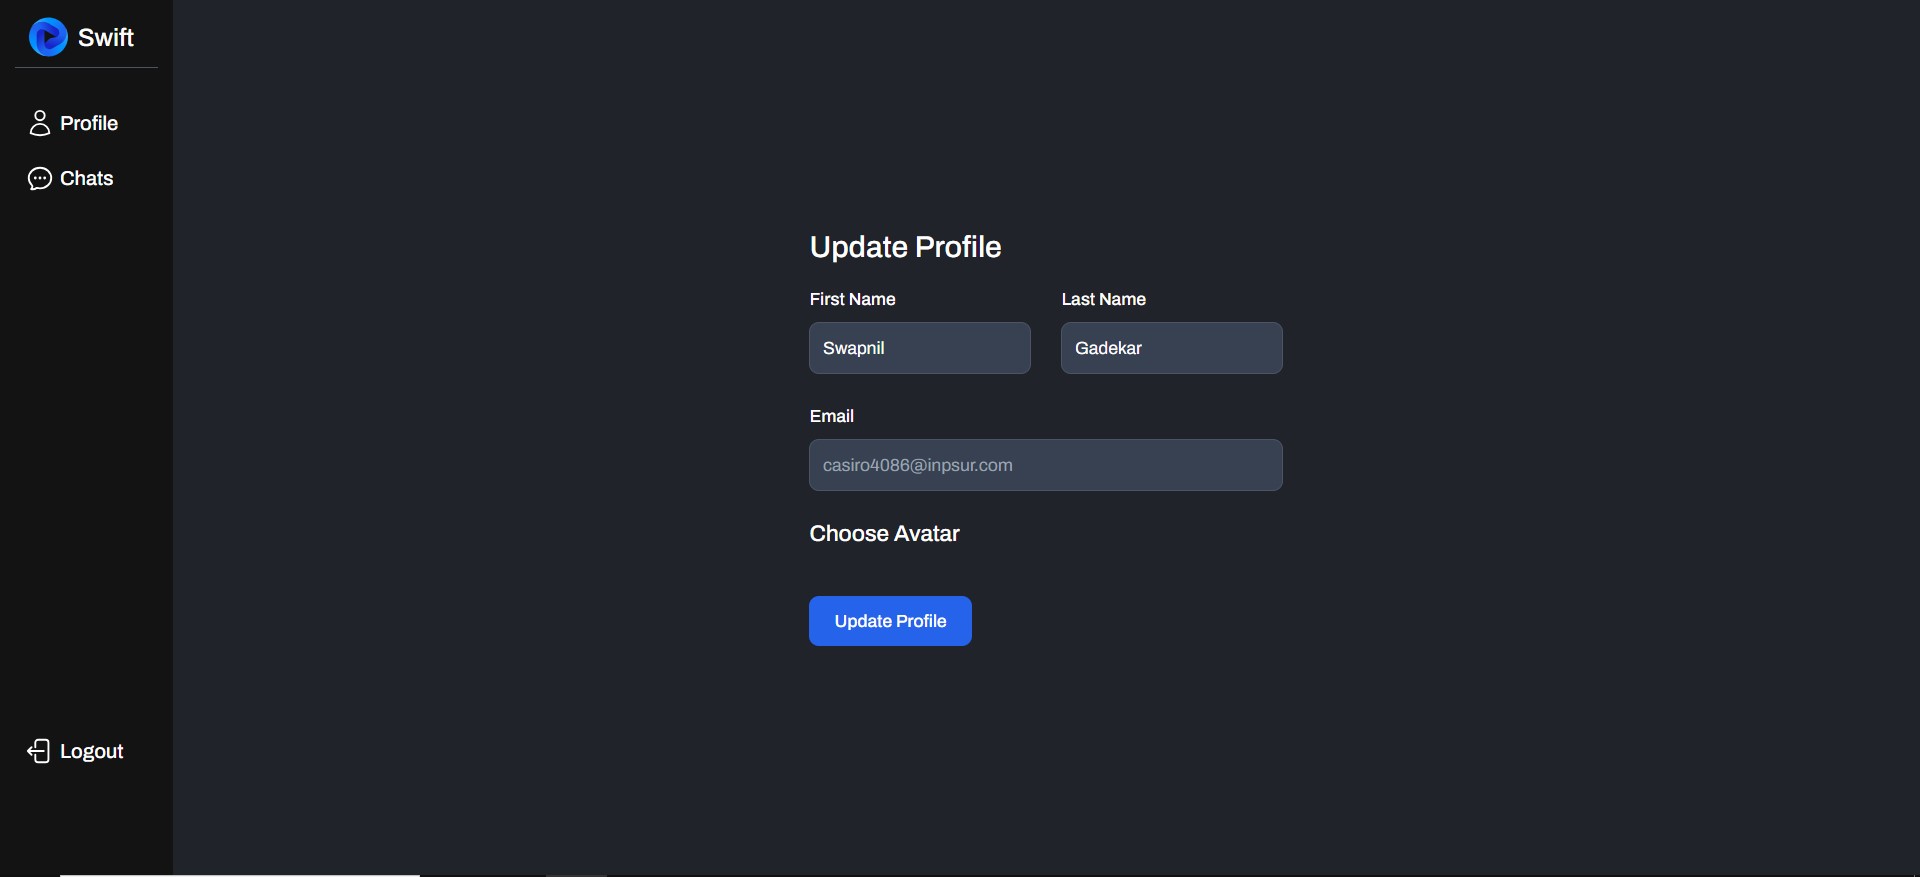 Swift
Profile
Chats
Update Profile
First Name
Last Name
Swapnil
Gadekar
Email
casiro4086@inpsur.com
Choose Avatar
Update Profile
Logout